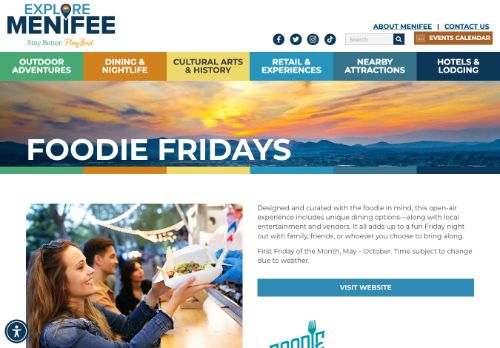 EXPLORE
MENIFEE
Stay Better. Play Best.
ABOUT MENIFEE | CONTACT US
Search
EVENTS CALENDAR
OUTDOOR ADVENTURES
DINING & NIGHTLIFE
CULTURAL ARTS & HISTORY
RETAIL & EXPERIENCES
NEARBY ATTRACTIONS
HOTELS & LODGING
FOODIE FRIDAYS
Designed and curated with the foodie in mind, this open-air
experience includes unique dining options—along with local
entertainment and vendors. It all adds up to a fun Friday night
out with family, friends, or whoever you choose to bring along.
First Friday of the Month, May – October. Time subject to change
due to weather.
VISIT WEBSITE
FOODIE